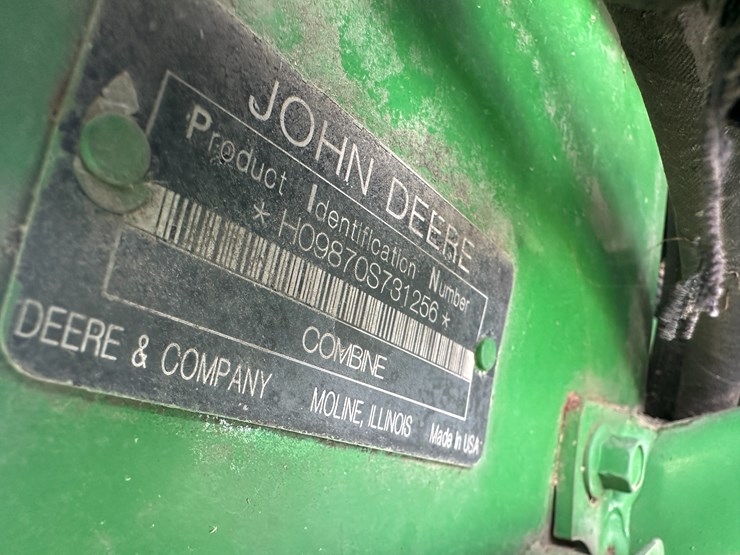 JOHN DEERE
Product Identification Number
* H09870S731256 *
COMBINE
DEERE & COMPANY MOLINE, ILLINOIS Made in USA